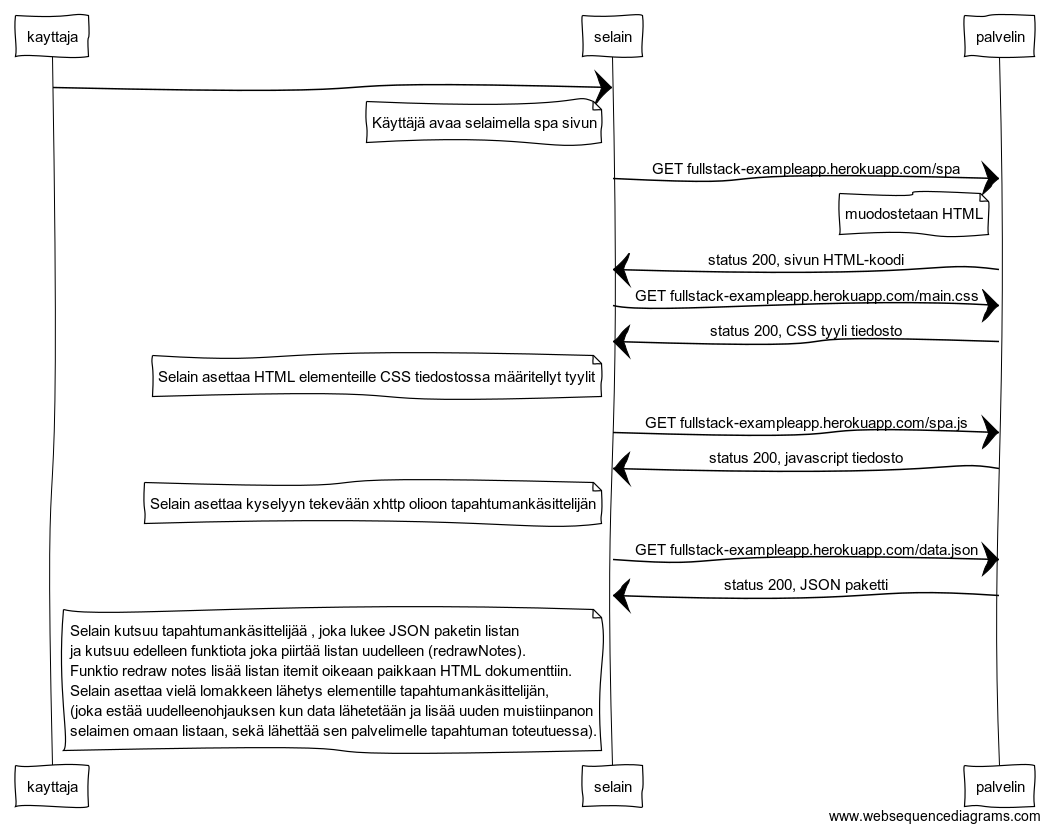 kayttaja
selain
palvelin
Käyttäjä avaa selaimella spa sivun
GET fullstack-exampleapp.herokuapp.com/spa
muodostetaan HTML
status 200, sivun HTML-koodi
GET fullstack-exampleapp.herokuapp.com/main.css
status 200, CSS tyyli tiedosto
Selain asettaa HTML elementeille CSS tiedostossa määritellyt tyylit
GET fullstack-exampleapp.herokuapp.com/spa.js
status 200, javascript tiedosto
Selain asettaa kyselyyn tekevään xhttp olioon tapahtumankäsittelijän
GET fullstack-exampleapp.herokuapp.com/data.json
status 200, JSON paketti
Selain kutsuu tapahtumankäsittelijää , joka lukee JSON paketin listan
ja kutsuu edelleen funktiota joka piirtää listan uudelleen (redrawNotes).
Funktio redraw notes lisää listan itemit oikeaan paikkaan HTML dokumenttiin.
Selain asettaa vielä lomakkeen lähetys elementille tapahtumankäsittelijän,
(joka estää uudelleenohjauksen kun data lähetetään ja lisää uuden muistiinpanon
selaimen omaan listaan, sekä lähettää sen palvelimelle tapahtuman toteutuessa).
kayttaja
selain
palvelin
www.websequencediagrams.com